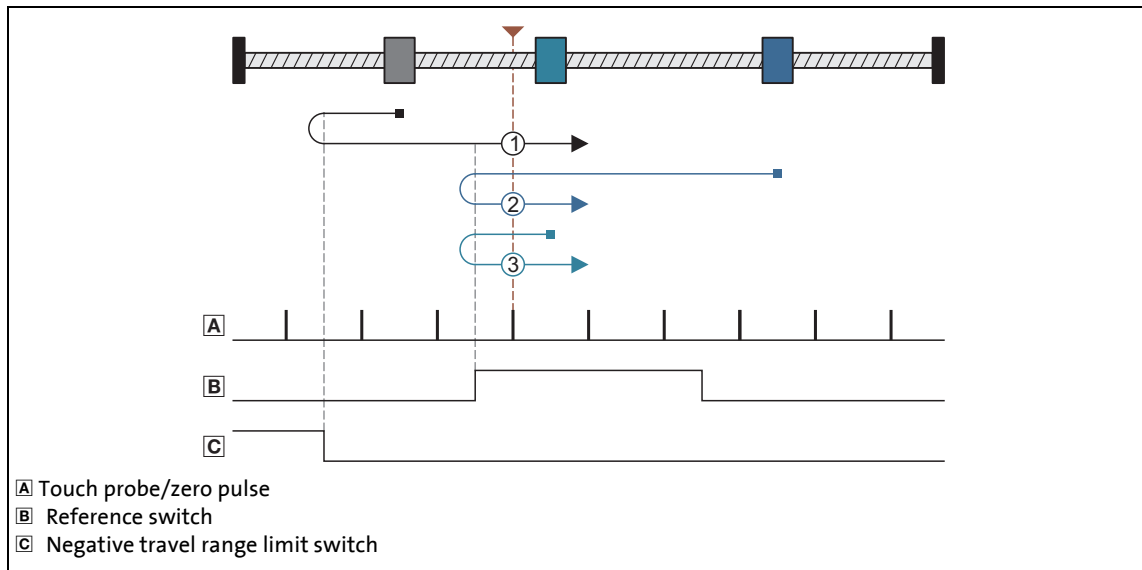 1
2
3
A
B
C
A Touch probe/zero pulse
B Reference switch
C Negative travel range limit switch